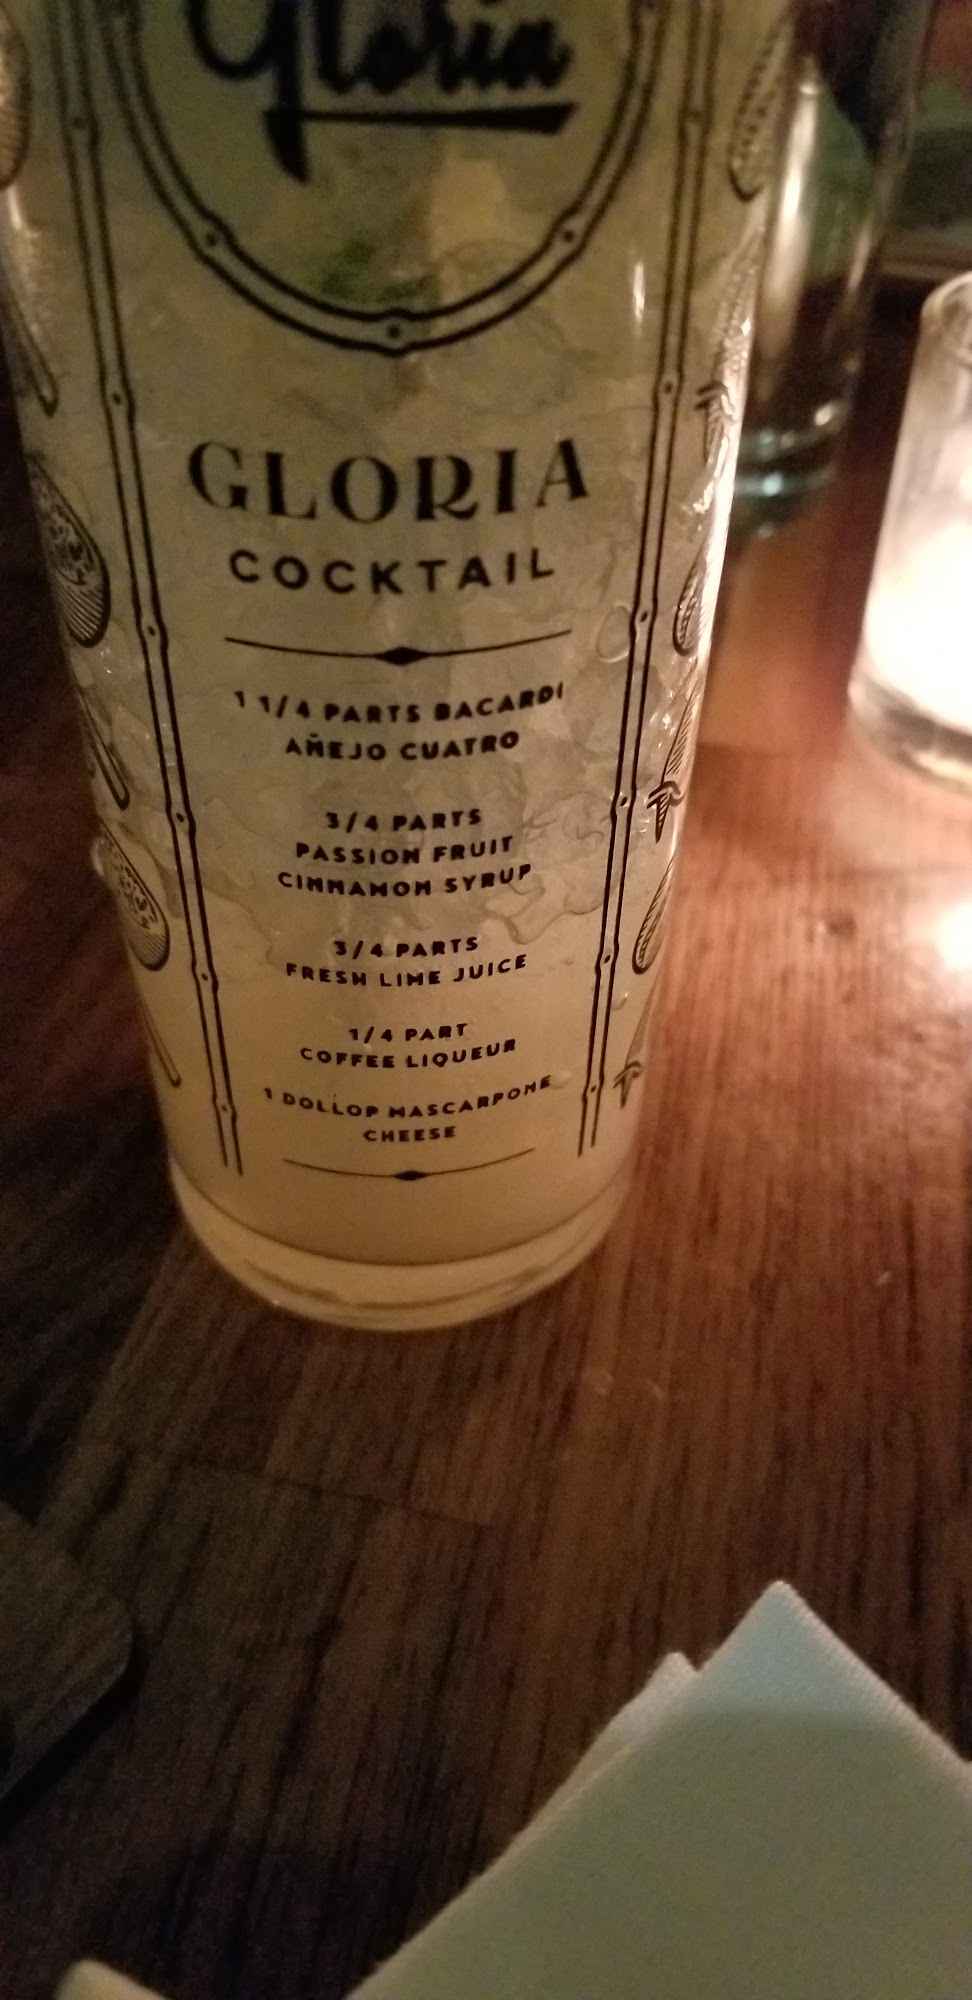 Gloria
GLORIA
COCKTAIL
1 1/4 PARTS BACARDI
AÑEJO CUATRO
3/4 PARTS
PASSION FRUIT
CINNAMON SYRUP
3/4 PARTS
FRESH LIME JUICE
1/4 PART
COFFEE LIQUEUR
1 DOLLOP MASCARPONE
CHEESE